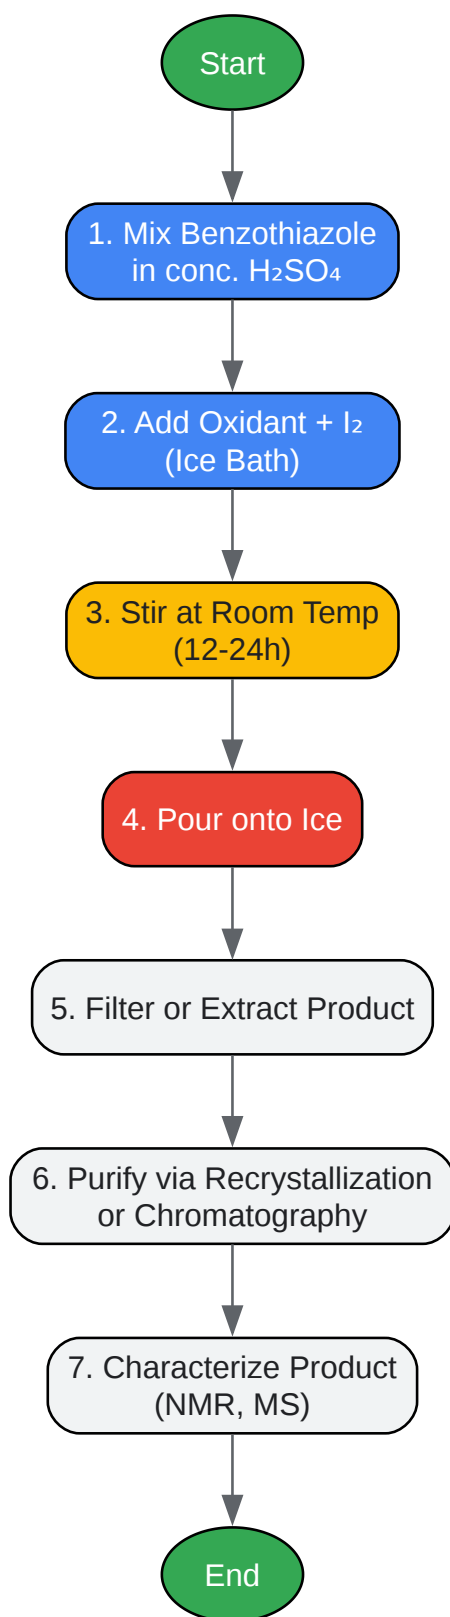 Start
1. Mix Benzothiazole
in conc. H₂SO₄
2. Add Oxidant + I₂
(Ice Bath)
3. Stir at Room Temp
(12-24h)
4. Pour onto Ice
5. Filter or Extract Product
6. Purify via Recrystallization
or Chromatography
7. Characterize Product
(NMR, MS)
End